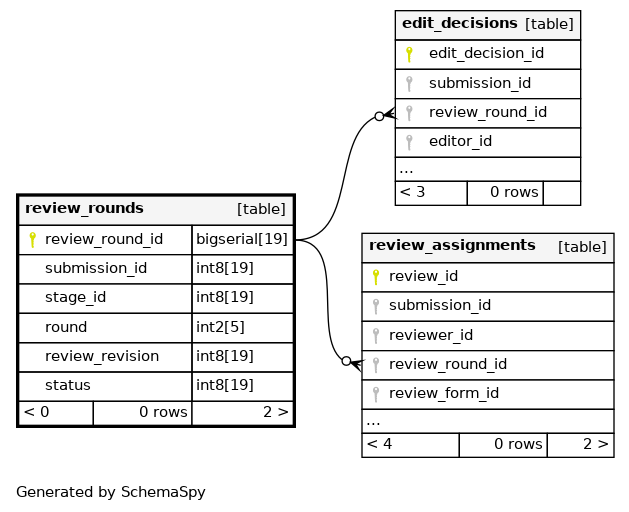 edit_decisions [table]
edit_decision_id
submission_id
review_round_id
editor_id
...
< 3 0 rows
review_rounds [table]
review_round_id bigserial[19]
submission_id int8[19]
stage_id int8[19]
round int2[5]
review_revision int8[19]
status int8[19]
< 0 0 rows 2 >
review_assignments [table]
review_id
submission_id
reviewer_id
review_round_id
review_form_id
...
< 4 0 rows 2 >
Generated by SchemaSpy